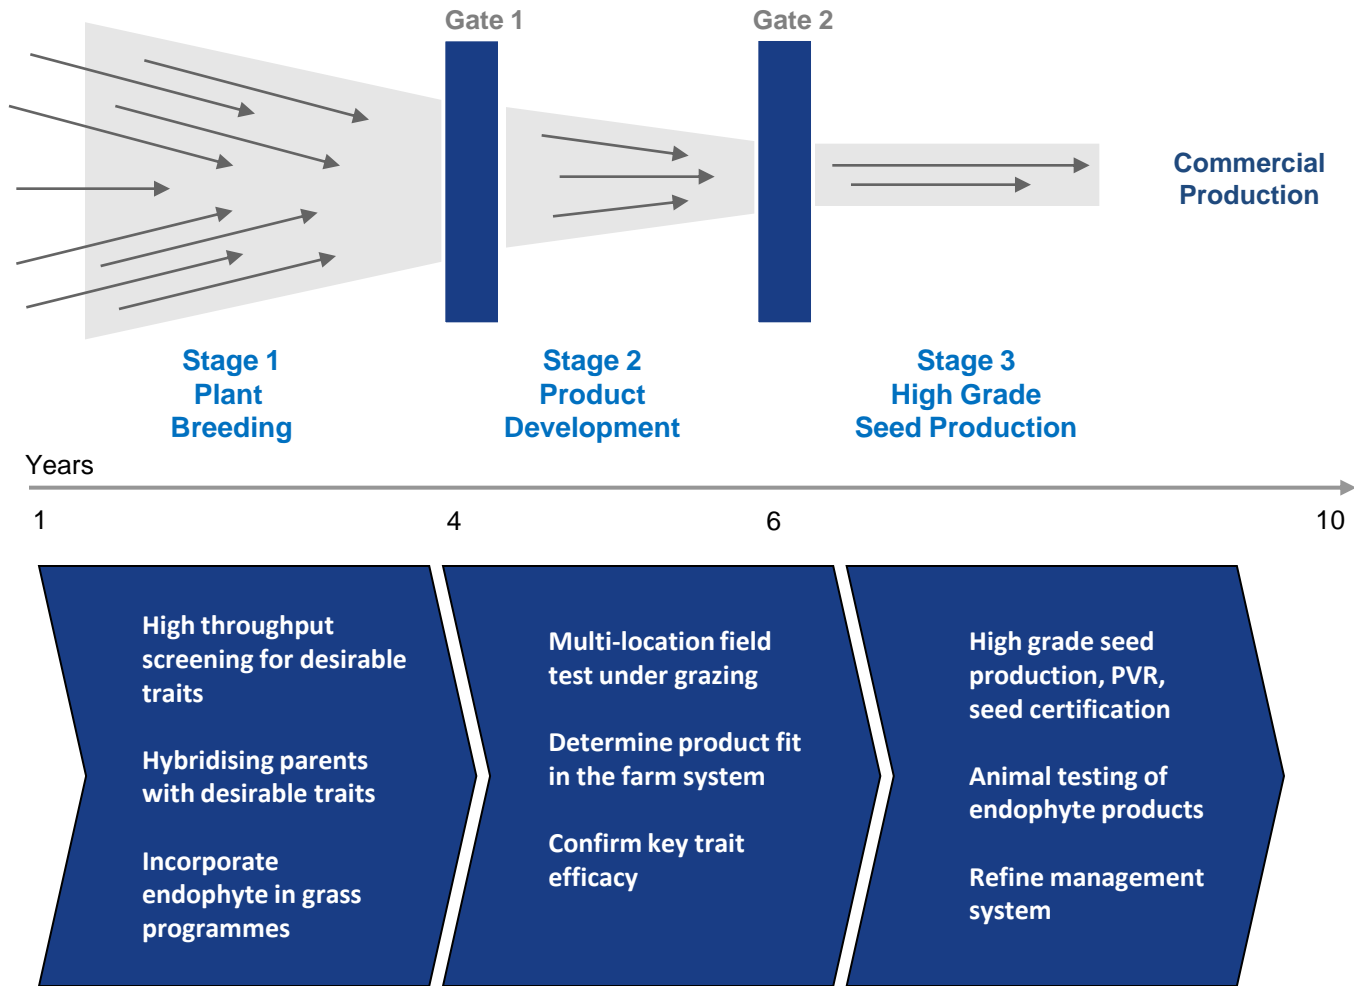 Gate 1
Gate 2
Commercial
Production
Stage 1
Plant
Breeding
Stage 2
Product
Development
Stage 3
High Grade
Seed Production
Years
1
4
6
10
High throughput
screening for desirable
traits
Hybridising parents
with desirable traits
Incorporate
endophyte in grass
programmes
Multi-location field
test under grazing
Determine product fit
in the farm system
Confirm key trait
efficacy
High grade seed
production, PVR,
seed certification
Animal testing of
endophyte products
Refine management
system